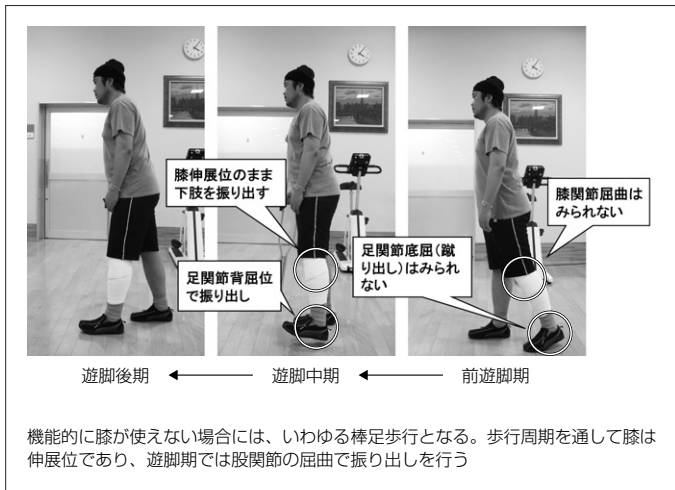 膝伸展位のまま
下肢を振り出す
膝関節屈曲は
みられない
足関節背屈位
で振り出し
足関節底屈(蹴
り出し)はみられ
ない
遊脚後期 ← 遊脚中期 ← 前遊脚期
機能的に膝が使えない場合には、いわゆる棒足歩行となる。歩行周期を通して膝は
伸展位であり、遊脚期では股関節の屈曲で振り出しを行う